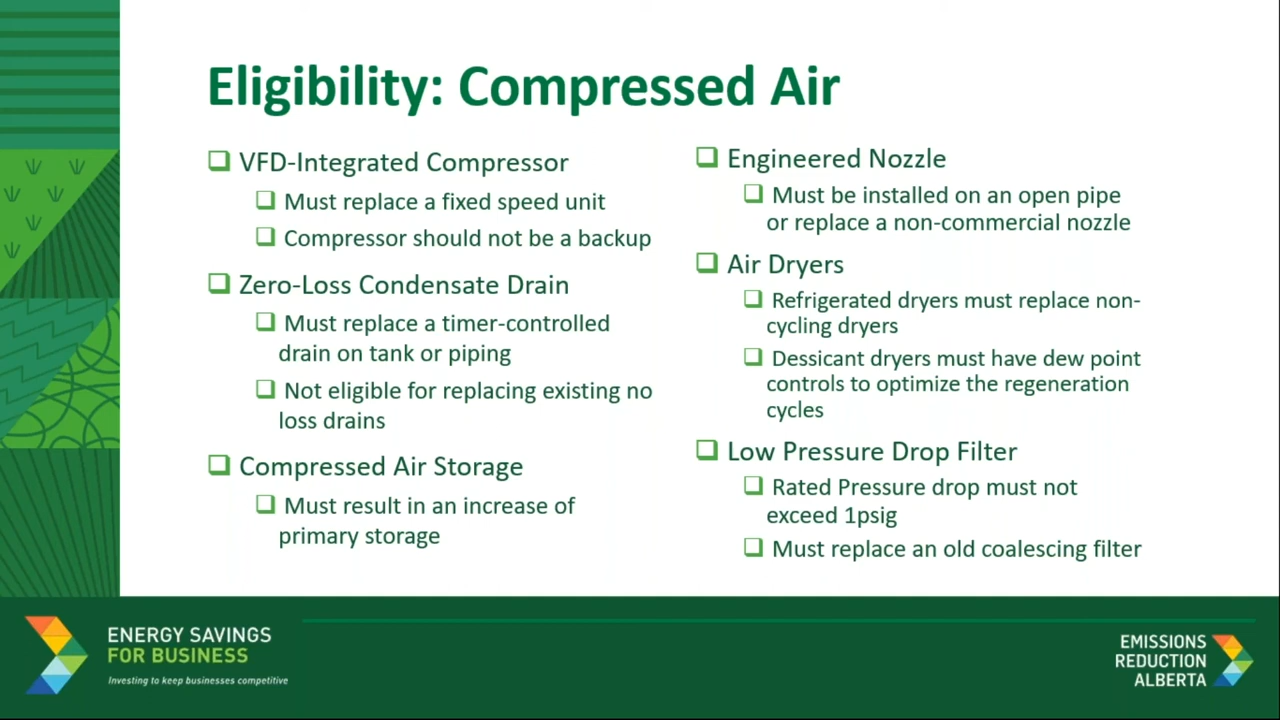 Eligibility: Compressed Air
VFD-Integrated Compressor
Must replace a fixed speed unit
Compressor should not be a backup
Zero-Loss Condensate Drain
Must replace a timer-controlled
drain on tank or piping
Not eligible for replacing existing no
loss drains
Compressed Air Storage
Must result in an increase of
primary storage
Engineered Nozzle
Must be installed on an open pipe
or replace a non-commercial nozzle
Air Dryers
Refrigerated dryers must replace non-
cycling dryers
Dessicant dryers must have dew point
controls to optimize the regeneration
cycles
Low Pressure Drop Filter
Rated Pressure drop must not
exceed 1psig
Must replace an old coalescing filter
ENERGY SAVINGS
FOR BUSINESS
Investing to keep businesses competitive
EMISSIONS
REDUCTION
ALBERTA